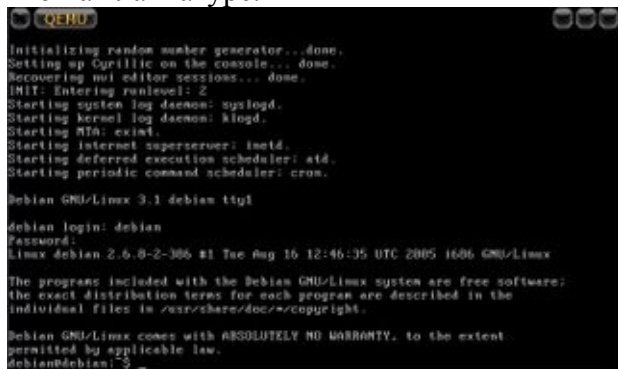 QEMU
Initializing random number generator...done.
Setting up Cyrillic on the console... done.
Recovering nvi editor sessions... done.
INIT: Entering runlevel: 2
Starting system log daemon: syslogd.
Starting kernel log daemon: klogd.
Starting MTA: exim4.
Starting internet superserver: inetd.
Starting deferred execution scheduler: atd.
Starting periodic command scheduler: cron.
Debian GNU/Linux 3.1 debian tty1
debian login: debian
Password:
Linux debian 2.6.8-2-386 #1 Tue Aug 16 12:46:35 UTC 2005 i686 GNU/Linux
The programs included with the Debian GNU/Linux system are free software;
the exact distribution terms for each program are described in the
individual files in /usr/share/doc/*/copyright.
Debian GNU/Linux comes with ABSOLUTELY NO WARRANTY, to the extent
permitted by applicable law.
debian@debian:~$ _